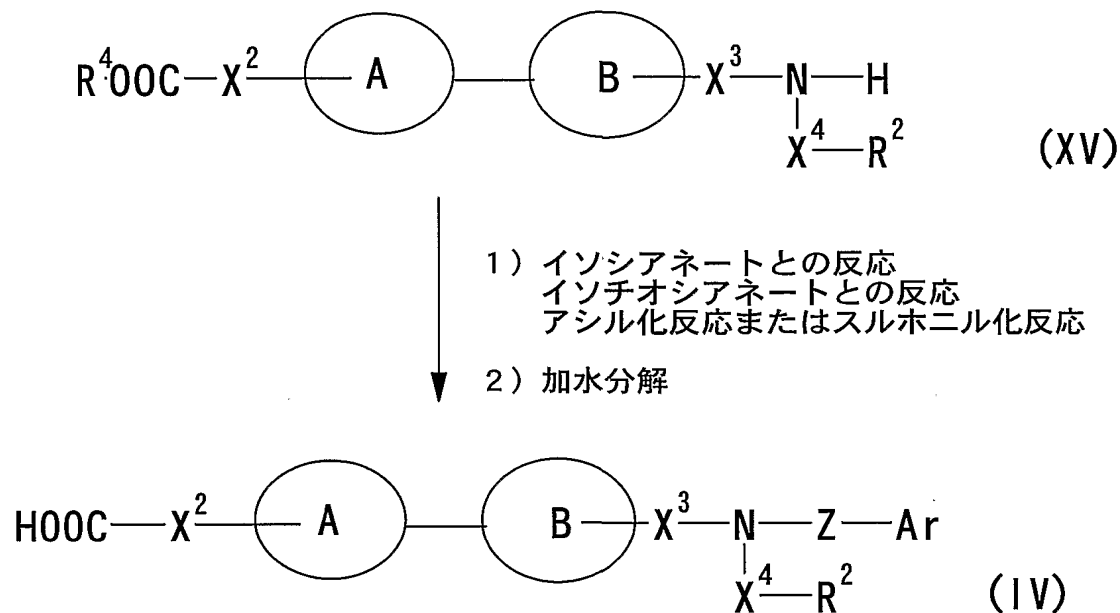 R⁴OOC—X²—A—B—X³—N—H
X⁴—R²
(XV)
1）イソシアネートとの反応
イソチオシアネートとの反応
アシル化反応またはスルホニル化反応
2）加水分解
HOOC—X²—A—B—X³—N—Z—Ar
X⁴—R²
(IV)